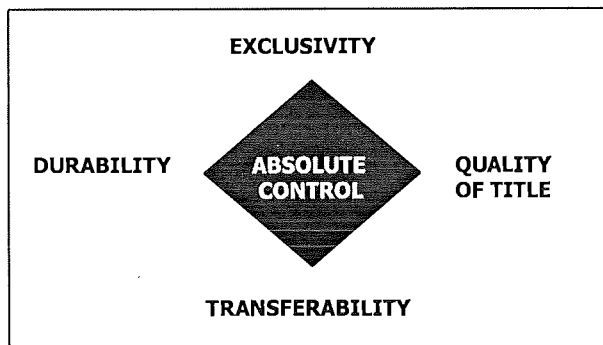 EXCLUSIVITY
DURABILITY
ABSOLUTE
CONTROL
QUALITY
OF TITLE
TRANSFERABILITY